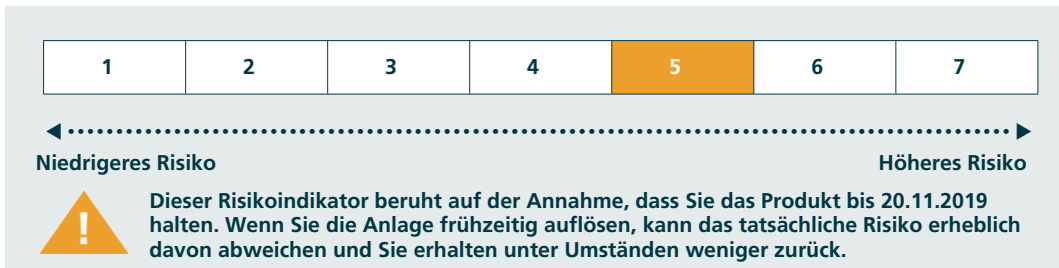 1 2 3 4 5 6 7
Niedrigeres Risiko Höheres Risiko
! Dieser Risikoindikator beruht auf der Annahme, dass Sie das Produkt bis 20.11.2019
halten. Wenn Sie die Anlage frühzeitig auflösen, kann das tatsächliche Risiko erheblich
davon abweichen und Sie erhalten unter Umständen weniger zurück.